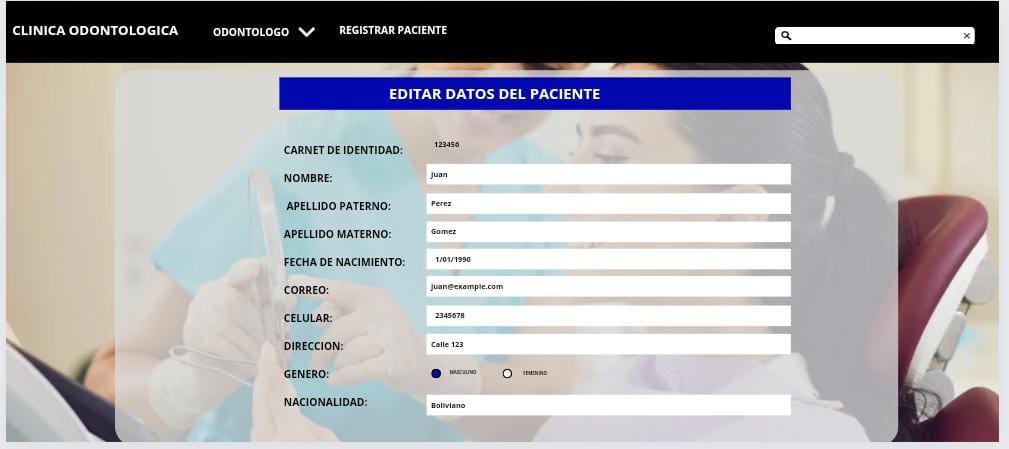 CLINICA ODONTOLOGICA ODONTOLOGO REGISTRAR PACIENTE
EDITAR DATOS DEL PACIENTE
CARNET DE IDENTIDAD: 123456
NOMBRE: Juan
APELLIDO PATERNO: Perez
APELLIDO MATERNO: Gomez
FECHA DE NACIMIENTO: 1/01/1990
CORREO: juan@example.com
CELULAR: 2345678
DIRECCION: Calle 123
GENERO: MASCULINO FEMENINO
NACIONALIDAD: Boliviano